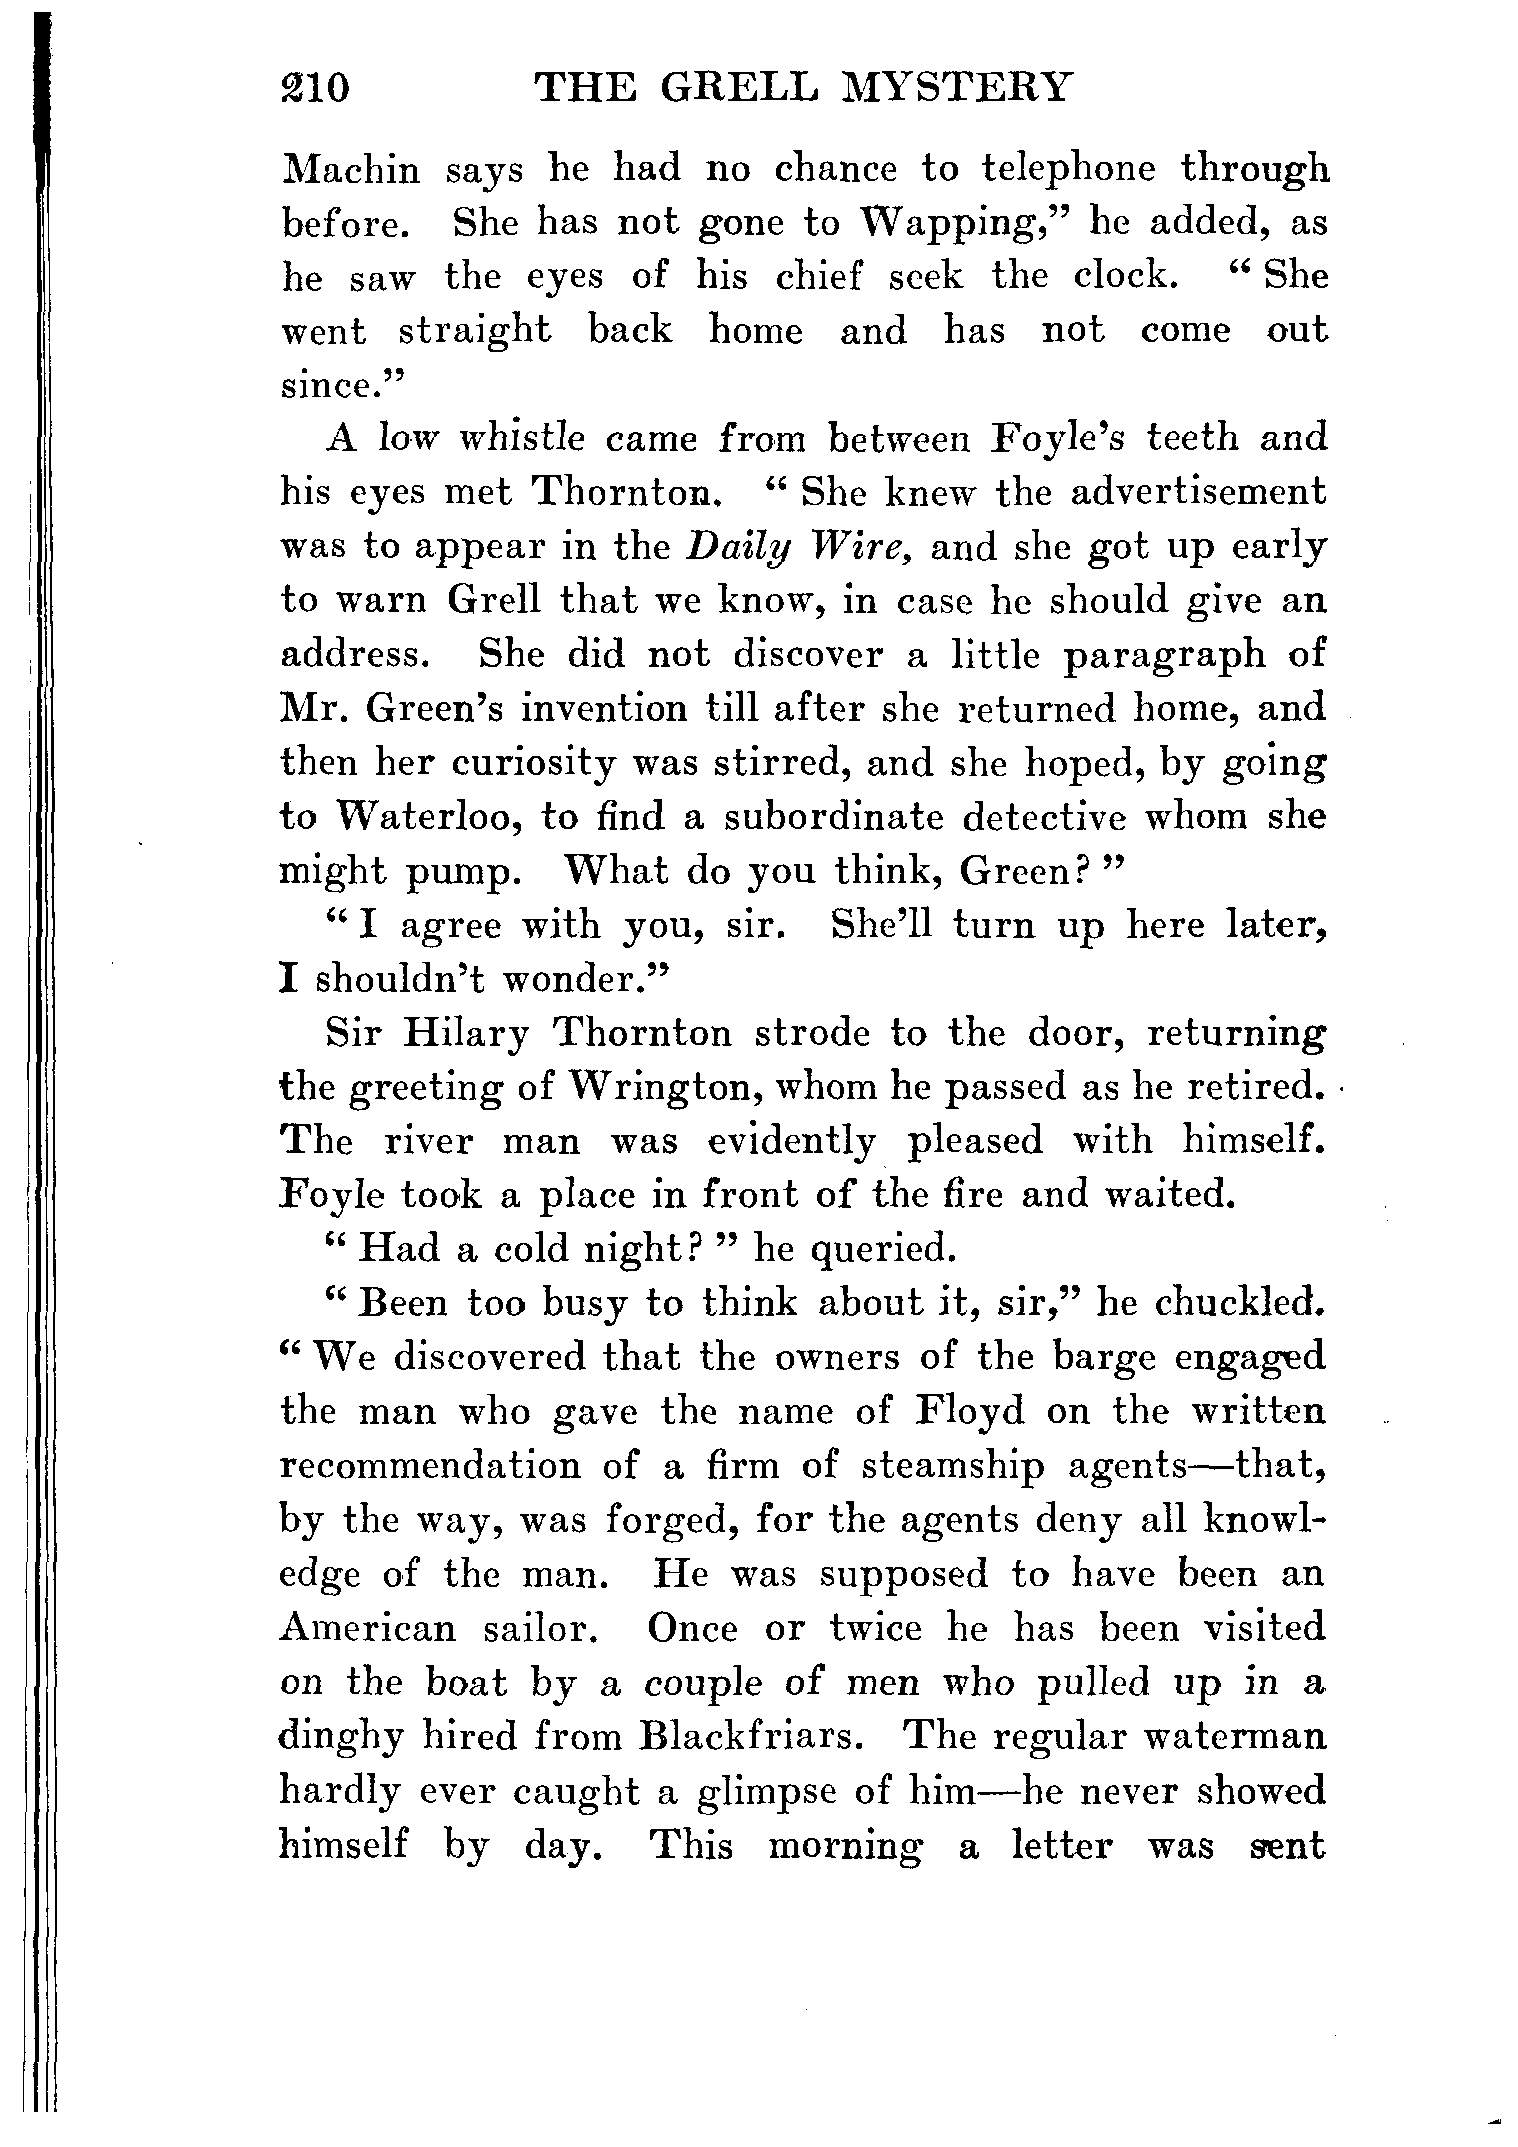 210 THE GRELL MYSTERY
Machin says he had no chance to telephone through
before. She has not gone to Wapping,” he added, as
he saw the eyes of his chief seek the clock. “ She
went straight back home and has not come out
since.”
A low whistle came from between Foyle’s teeth and
his eyes met Thornton. “ She knew the advertisement
was to appear in the Daily Wire, and she got up early
to warn Grell that we know, in case he should give an
address. She did not discover a little paragraph of
Mr. Green’s invention till after she returned home, and
then her curiosity was stirred, and she hoped, by going
to Waterloo, to find a subordinate detective whom she
might pump. What do you think, Green? ”
“ I agree with you, sir. She’ll turn up here later,
I shouldn’t wonder.”
Sir Hilary Thornton strode to the door, returning
the greeting of Wrington, whom he passed as he retired.
The river man was evidently pleased with himself.
Foyle took a place in front of the fire and waited.
“ Had a cold night? ” he queried.
“ Been too busy to think about it, sir,” he chuckled.
“ We discovered that the owners of the barge engaged
the man who gave the name of Floyd on the written
recommendation of a firm of steamship agents—that,
by the way, was forged, for the agents deny all knowl-
edge of the man. He was supposed to have been an
American sailor. Once or twice he has been visited
on the boat by a couple of men who pulled up in a
dinghy hired from Blackfriars. The regular waterman
hardly ever caught a glimpse of him—he never showed
himself by day. This morning a letter was sent